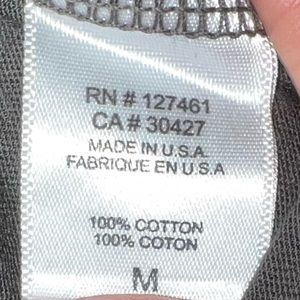 RN # 127461
CA # 30427
MADE IN U.S.A
FABRIQUE EN U.S.A
100% COTTON
100% COTON
M